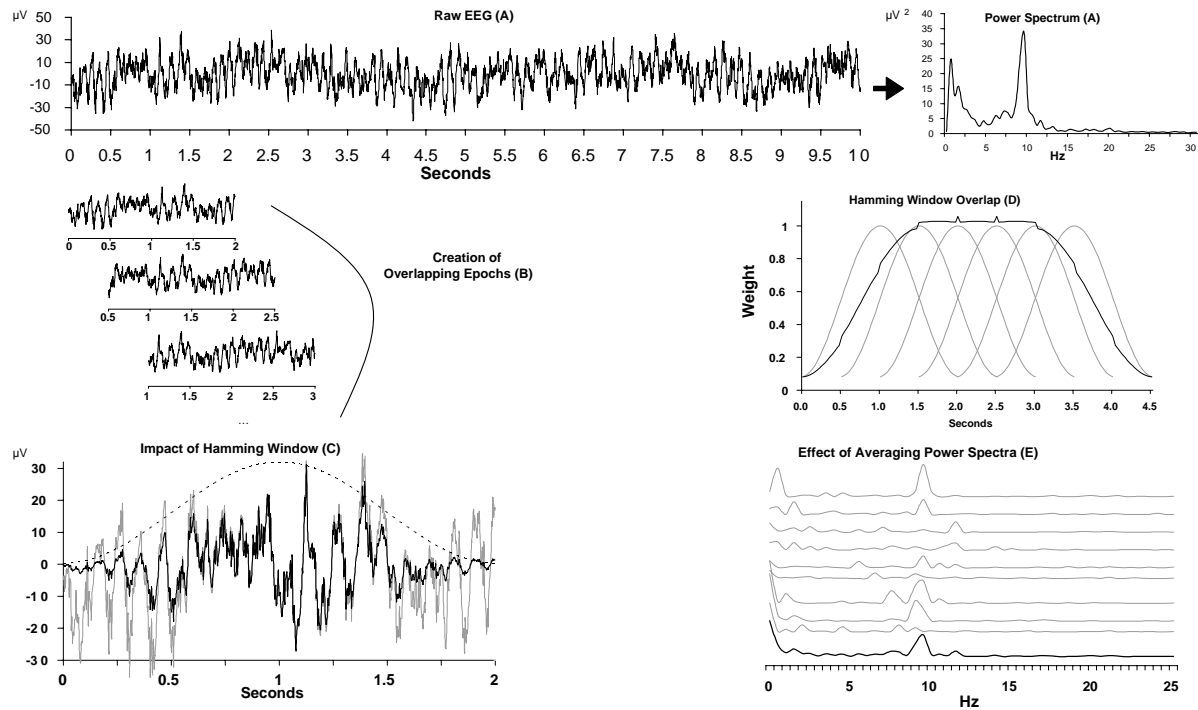 µV
Raw EEG (A)
50
30
10
-10
-30
-50
0 0.5 1 1.5 2 2.5 3 3.5 4 4.5 5 5.5 6 6.5 7 7.5 8 8.5 9 9.5 10
Seconds
µV 2
Power Spectrum (A)
40
35
30
25
20
15
10
5
0
0 5 10 15 20 25 30
Hz
0 0.5 1 1.5 2
Creation of
Overlapping Epochs (B)
0.5 1 1.5 2 2.5
1 1.5 2 2.5 3
...
Hamming Window Overlap (D)
Weight
1
0.8
0.6
0.4
0.2
0
0.0 0.5 1.0 1.5 2.0 2.5 3.0 3.5 4.0 4.5
Seconds
µV
Impact of Hamming Window (C)
30
20
10
0
-10
-20
-30
0 0.5 1 1.5 2
Seconds
Effect of Averaging Power Spectra (E)
0 5 10 15 20 25
Hz